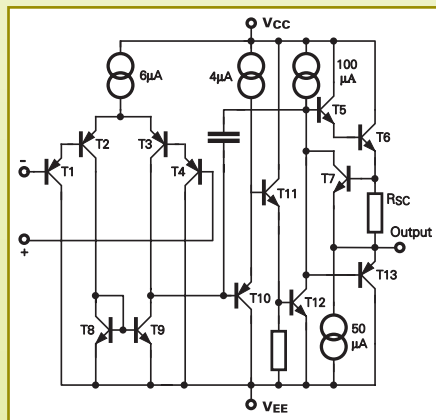 VCC
6μA
4μA
100
μA
T5
T6
T2
T3
T1
T4
T7
RSC
T11
Output
–
+
T10
T12
T13
T8
T9
50
μA
VEE